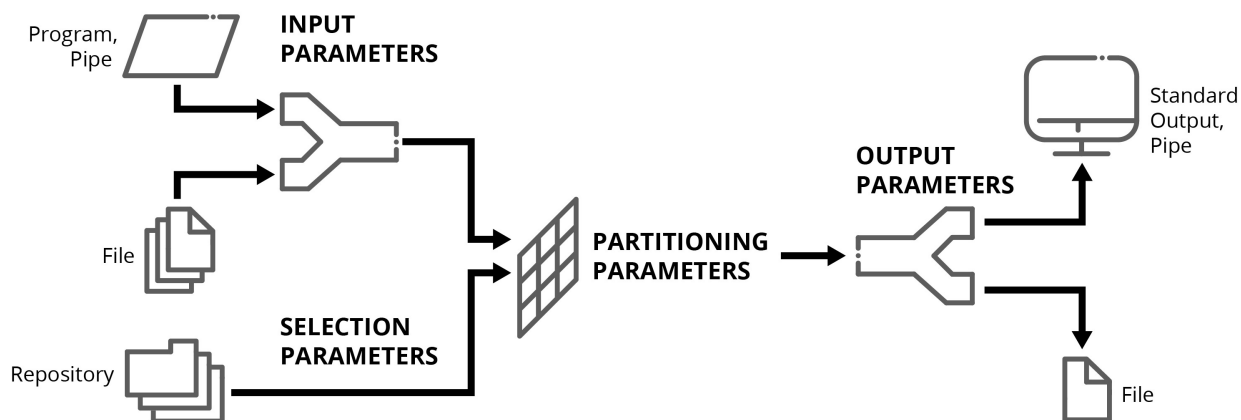 Program,
Pipe
INPUT
PARAMETERS
File
Repository
SELECTION
PARAMETERS
PARTITIONING
PARAMETERS
OUTPUT
PARAMETERS
Standard
Output,
Pipe
File